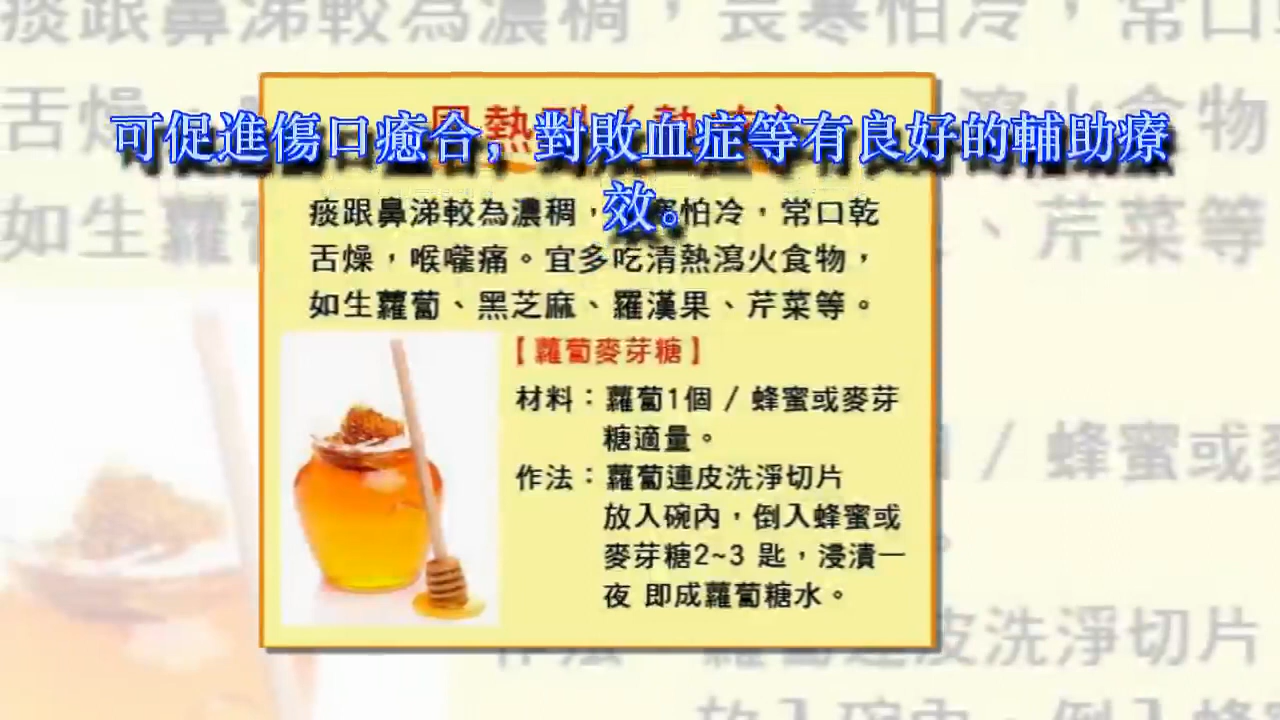 可促進傷口癒合，對敗血症等有良好的輔助療
效。
痰跟鼻涕較為濃稠，怕冷，常口乾
舌燥，喉嚨痛。宜多吃清熱瀉火食物，
如生蘿蔔、黑芝麻、羅漢果、芹菜等。
【蘿蔔麥芽糖】
材料：蘿蔔1個 / 蜂蜜或麥芽
糖適量。
作法：蘿蔔連皮洗淨切片
放入碗內，倒入蜂蜜或
麥芽糖2~3 匙，浸漬一
夜 即成蘿蔔糖水。